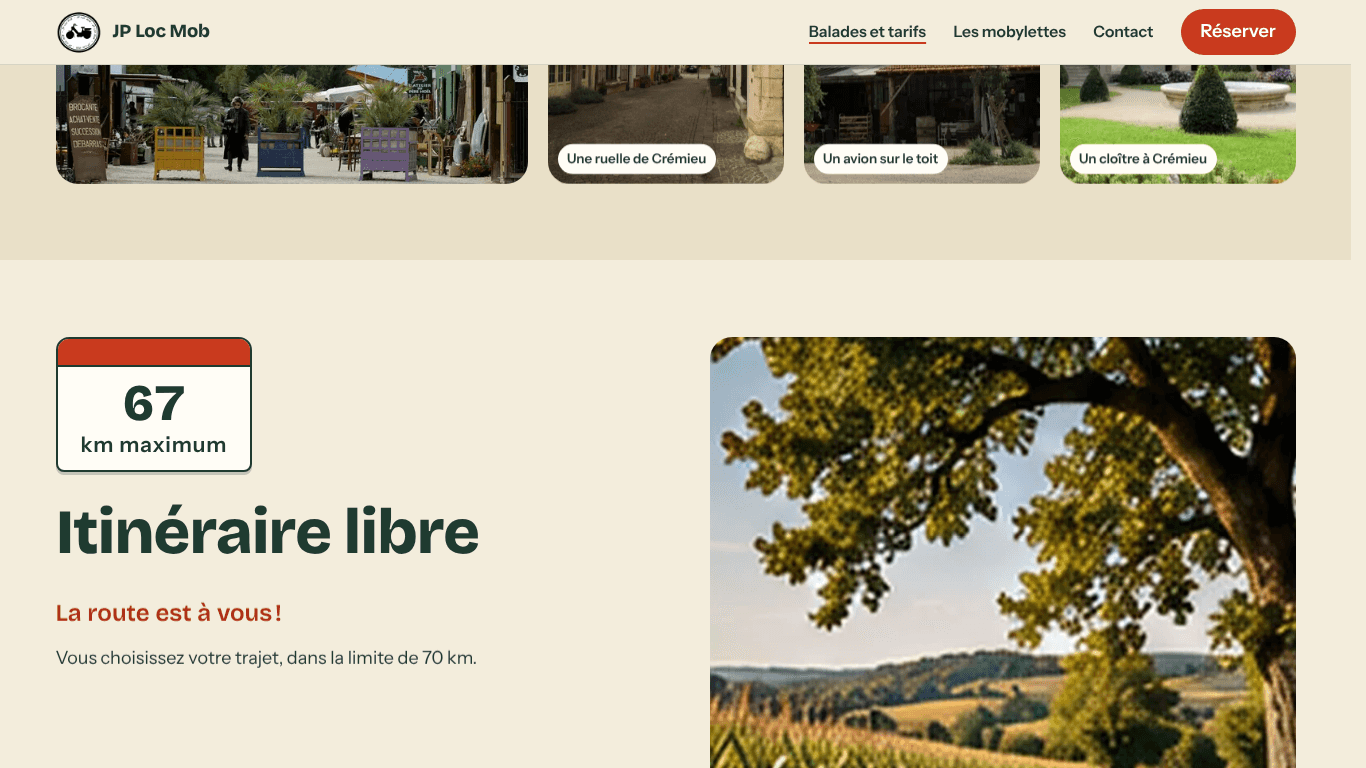 JP Loc Mob
Balades et tarifs
Les mobylettes
Contact
Réserver
BROCANTE
ACHAT-VENTE
SUCCESSION
DÉBARRAS
Une ruelle de Crémieu
Un avion sur le toit
Un cloître à Crémieu
67
km maximum
Itinéraire libre
La route est à vous !
Vous choisissez votre trajet, dans la limite de 70 km.